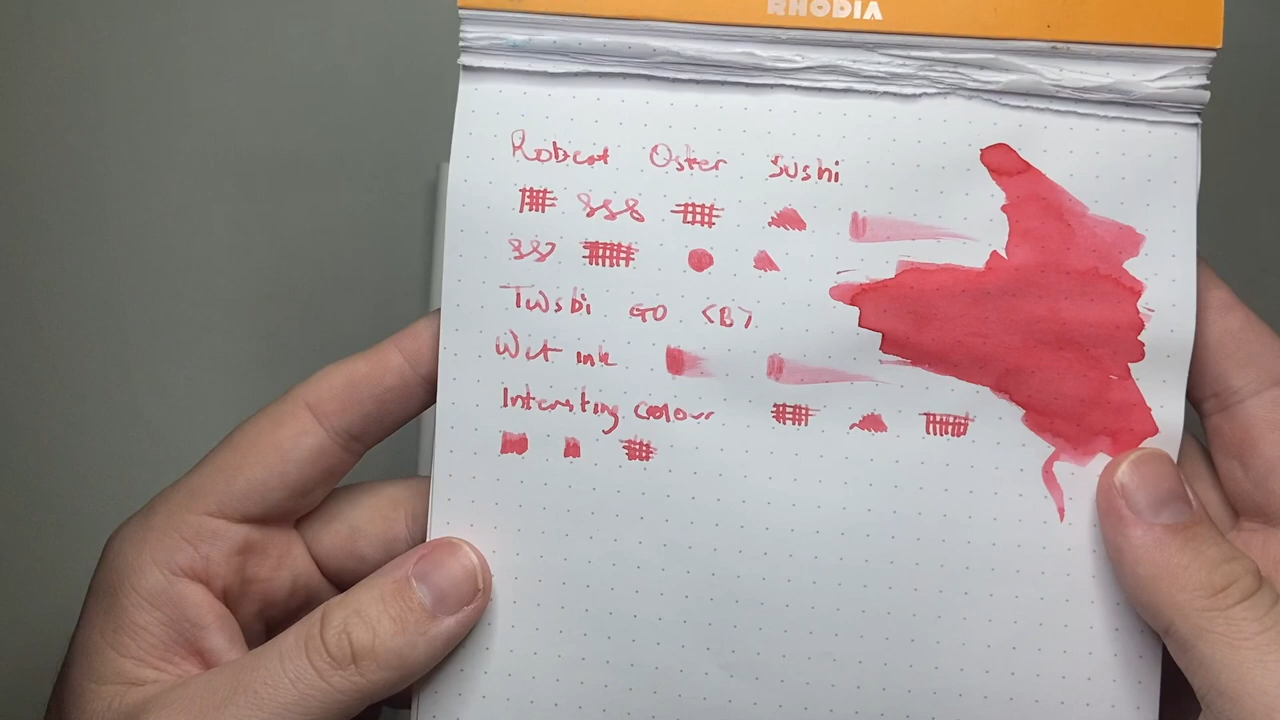 RHODIA
Robert Oster Sushi
Twsbi GO <B>
Wet ink
Interesting colour